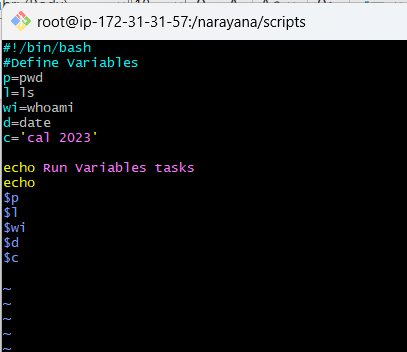 root@ip-172-31-31-57:/narayana/scripts
#!/bin/bash
#Define Variables
p=pwd
l=ls
wi=whoami
d=date
c='cal 2023'
echo Run Variables tasks
echo
$p
$l
$wi
$d
$c
~
~
~
~
~